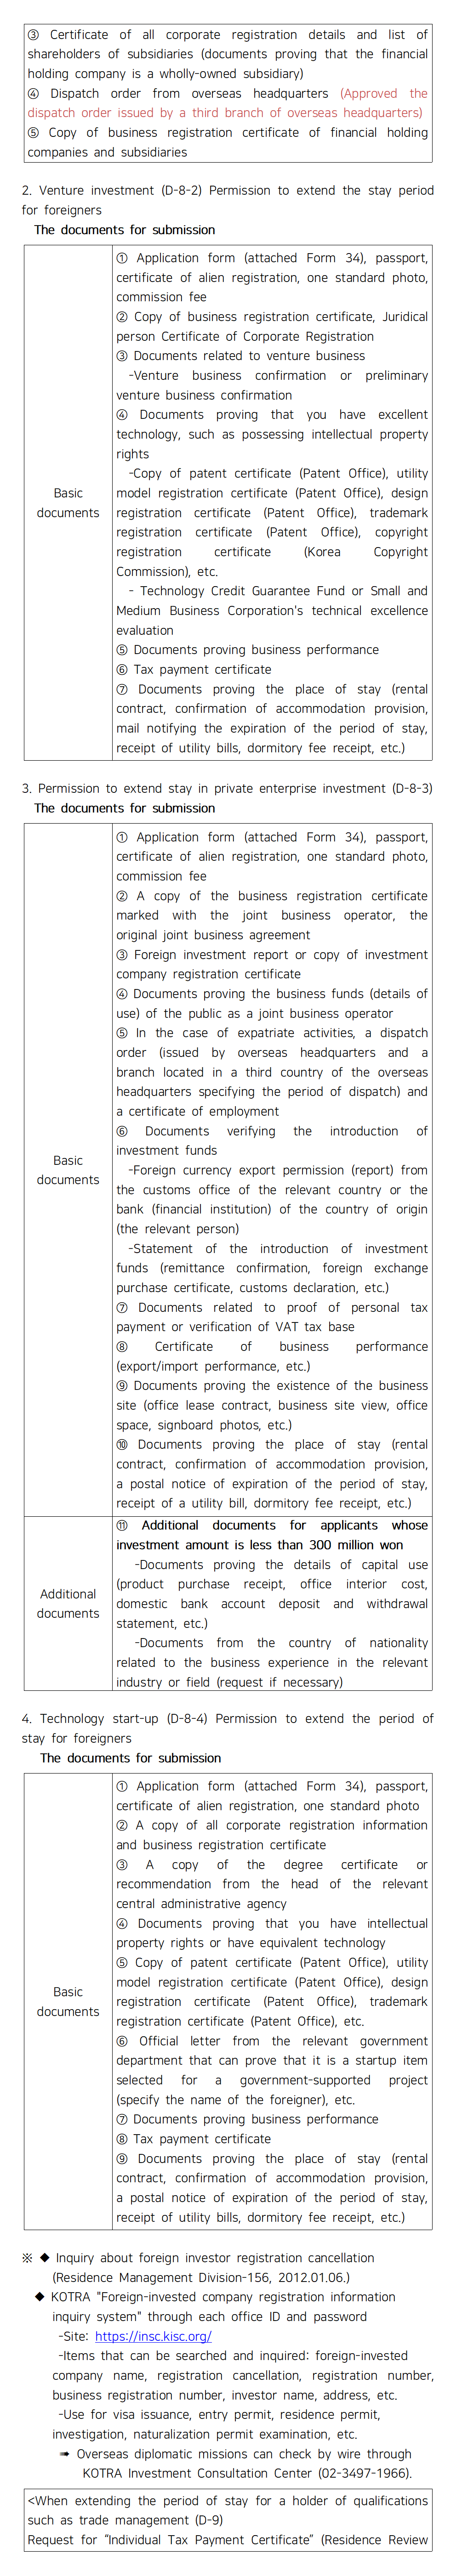 ③ Certificate of all corporate registration details and list of
shareholders of subsidiaries (documents proving that the financial
holding company is a wholly-owned subsidiary)
④ Dispatch order from overseas headquarters (Approved the
dispatch order issued by a third branch of overseas headquarters)
⑤ Copy of business registration certificate of financial holding
companies and subsidiaries
2. Venture investment (D-8-2) Permission to extend the stay period
for foreigners
The documents for submission
Basic
documents
① Application form (attached Form 34), passport,
certificate of alien registration, one standard photo,
commission fee
② Copy of business registration certificate, Juridical
person Certificate of Corporate Registration
③ Documents related to venture business
-Venture business confirmation or preliminary
venture business confirmation
④ Documents proving that you have excellent
technology, such as possessing intellectual property
rights
-Copy of patent certificate (Patent Office), utility
model registration certificate (Patent Office), design
registration certificate (Patent Office), trademark
registration certificate (Patent Office), copyright
registration certificate (Korea Copyright
Commission), etc.
- Technology Credit Guarantee Fund or Small and
Medium Business Corporation's technical excellence
evaluation
⑤ Documents proving business performance
⑥ Tax payment certificate
⑦ Documents proving the place of stay (rental
contract, confirmation of accommodation provision,
mail notifying the expiration of the period of stay,
receipt of utility bills, dormitory fee receipt, etc.)
3. Permission to extend stay in private enterprise investment (D-8-3)
The documents for submission
Basic
documents
① Application form (attached Form 34), passport,
certificate of alien registration, one standard photo,
commission fee
② A copy of the business registration certificate
marked with the joint business operator, the
original joint business agreement
③ Foreign investment report or copy of investment
company registration certificate
④ Documents proving the business funds (details of
use) of the public as a joint business operator
⑤ In the case of expatriate activities, a dispatch
order (issued by overseas headquarters and a
branch located in a third country of the overseas
headquarters specifying the period of dispatch) and
a certificate of employment
⑥ Documents verifying the introduction of
investment funds
-Foreign currency export permission (report) from
the customs office of the relevant country or the
bank (financial institution) of the country of origin
(the relevant person)
-Statement of the introduction of investment
funds (remittance confirmation, foreign exchange
purchase certificate, customs declaration, etc.)
⑦ Documents related to proof of personal tax
payment or verification of VAT tax base
⑧ Certificate of business performance
(export/import performance, etc.)
⑨ Documents proving the existence of the business
site (office lease contract, business site view, office
space, signboard photos, etc.)
⑩ Documents proving the place of stay (rental
contract, confirmation of accommodation provision,
a postal notice of expiration of the period of stay,
receipt of a utility bill, dormitory fee receipt, etc.)
Additional
documents
⑪ Additional documents for applicants whose
investment amount is less than 300 million won
-Documents proving the details of capital use
(product purchase receipt, office interior cost,
domestic bank account deposit and withdrawal
statement, etc.)
-Documents from the country of nationality
related to the business experience in the relevant
industry or field (request if necessary)
4. Technology start-up (D-8-4) Permission to extend the period of
stay for foreigners
The documents for submission
Basic
documents
① Application form (attached Form 34), passport,
certificate of alien registration, one standard photo
② A copy of all corporate registration information
and business registration certificate
③ A copy of the degree certificate or
recommendation from the head of the relevant
central administrative agency
④ Documents proving that you have intellectual
property rights or have equivalent technology
⑤ Copy of patent certificate (Patent Office), utility
model registration certificate (Patent Office), design
registration certificate (Patent Office), trademark
registration certificate (Patent Office), etc.
⑥ Official letter from the relevant government
department that can prove that it is a startup item
selected for a government-supported project
(specify the name of the foreigner), etc.
⑦ Documents proving business performance
⑧ Tax payment certificate
⑨ Documents proving the place of stay (rental
contract, confirmation of accommodation provision,
a postal notice of expiration of the period of stay,
receipt of utility bills, dormitory fee receipt, etc.)
※ ◆ Inquiry about foreign investor registration cancellation
(Residence Management Division-156, 2012.01.06.)
◆ KOTRA "Foreign-invested company registration information
inquiry system" through each office ID and password
-Site: https://insc.kisc.org/
-Items that can be searched and inquired: foreign-invested
company name, registration cancellation, registration number,
business registration number, investor name, address, etc.
-Use for visa issuance, entry permit, residence permit,
investigation, naturalization permit examination, etc.
➠ Overseas diplomatic missions can check by wire through
KOTRA Investment Consultation Center (02-3497-1966).
<When extending the period of stay for a holder of qualifications
such as trade management (D-9)
Request for “Individual Tax Payment Certificate” (Residence Review